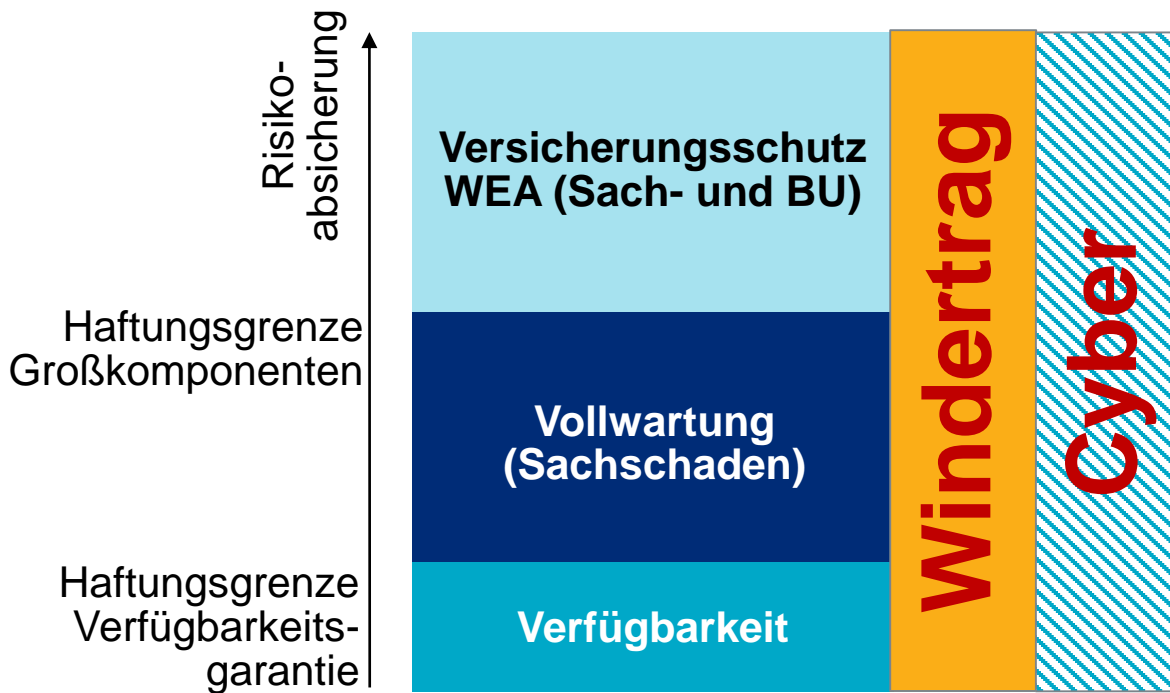 Risiko-
absicherung
Haftungsgrenze
Großkomponenten
Haftungsgrenze
Verfügbarkeits-
garantie
Versicherungsschutz
WEA (Sach- und BU)
Vollwartung
(Sachschaden)
Verfügbarkeit
Windertrag
Cyber